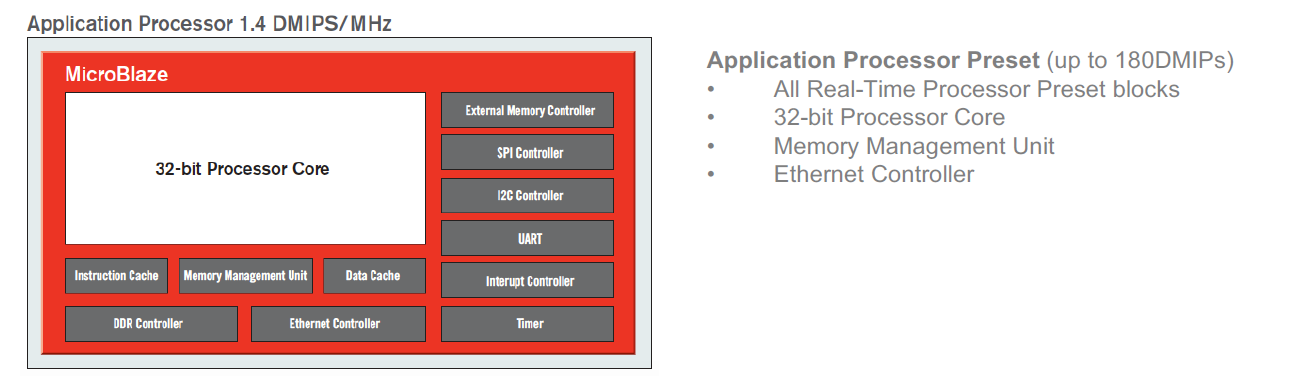 Application Processor 1.4 DMIPS/MHz
MicroBlaze
32-bit Processor Core
External Memory Controller
SPI Controller
I2C Controller
UART
Interupt Controller
Timer
Instruction Cache
Memory Management Unit
Data Cache
DDR Controller
Ethernet Controller
Application Processor Preset (up to 180DMIPs)
• All Real-Time Processor Preset blocks
• 32-bit Processor Core
• Memory Management Unit
• Ethernet Controller